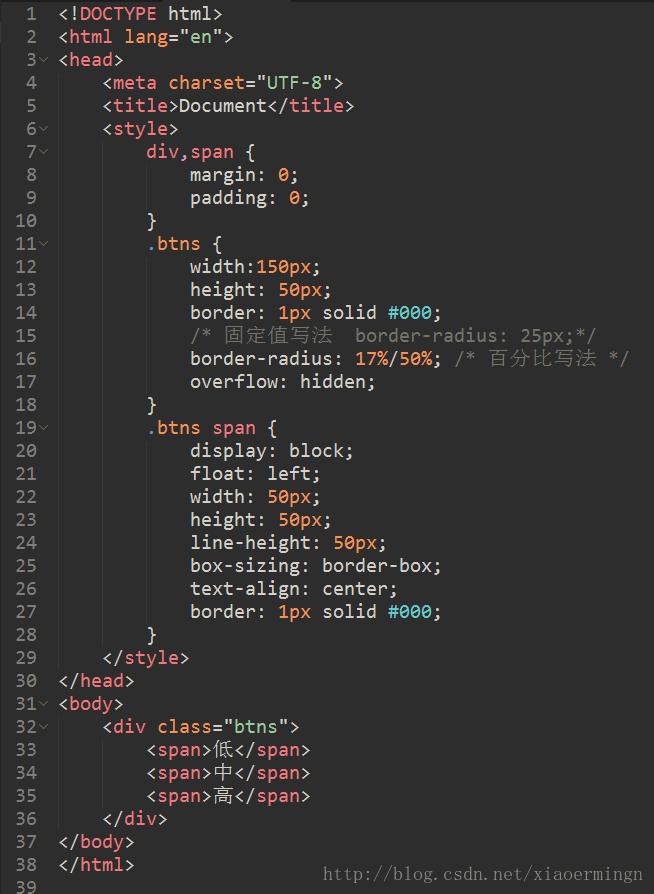 1 <!DOCTYPE html>
2 <html lang="en">
3 <head>
4     <meta charset="UTF-8">
5     <title>Document</title>
6     <style>
7         div,span {
8             margin: 0;
9             padding: 0;
10         }
11         .btns {
12             width:150px;
13             height: 50px;
14             border: 1px solid #000;
15             /* 固定值写法  border-radius: 25px;*/
16             border-radius: 17%/50%; /* 百分比写法 */
17             overflow: hidden;
18         }
19         .btns span {
20             display: block;
21             float: left;
22             width: 50px;
23             height: 50px;
24             line-height: 50px;
25             box-sizing: border-box;
26             text-align: center;
27             border: 1px solid #000;
28         }
29     </style>
30 </head>
31 <body>
32     <div class="btns">
33         <span>低</span>
34         <span>中</span>
35         <span>高</span>
36     </div>
37 </body>
38 </html>
39
http://blog.csdn.net/xiaoermingn